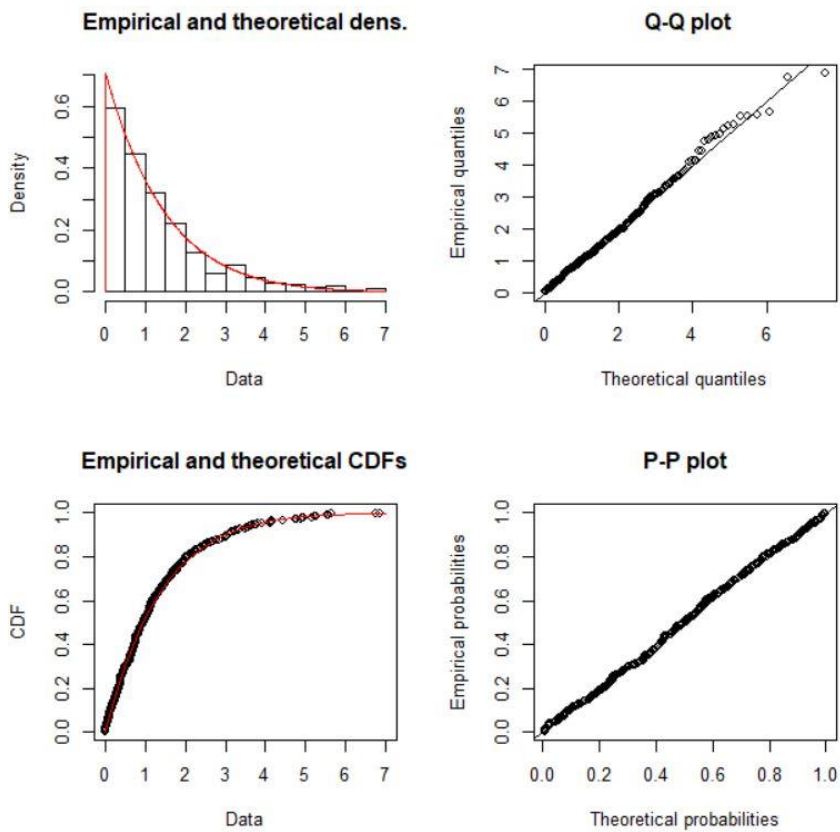 Empirical and theoretical dens.
Density
0.0 0.2 0.4 0.6
0 1 2 3 4 5 6 7
Data
Q-Q plot
Empirical quantiles
0 1 2 3 4 5 6 7
0 2 4 6
Theoretical quantiles
Empirical and theoretical CDFs
CDF
0.0 0.2 0.4 0.6 0.8 1.0
0 1 2 3 4 5 6 7
Data
P-P plot
Empirical probabilities
0.0 0.2 0.4 0.6 0.8 1.0
0.0 0.2 0.4 0.6 0.8 1.0
Theoretical probabilities